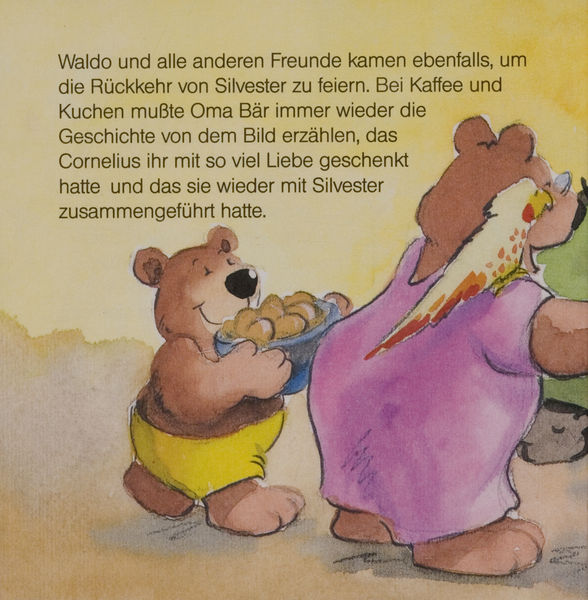 Waldo und alle anderen Freunde kamen ebenfalls, um
die Rückkehr von Silvester zu feiern. Bei Kaffee und
Kuchen mußte Oma Bär immer wieder die
Geschichte von dem Bild erzählen, das
Cornelius ihr mit so viel Liebe geschenkt
hatte und das sie wieder mit Silvester
zusammengeführt hatte.